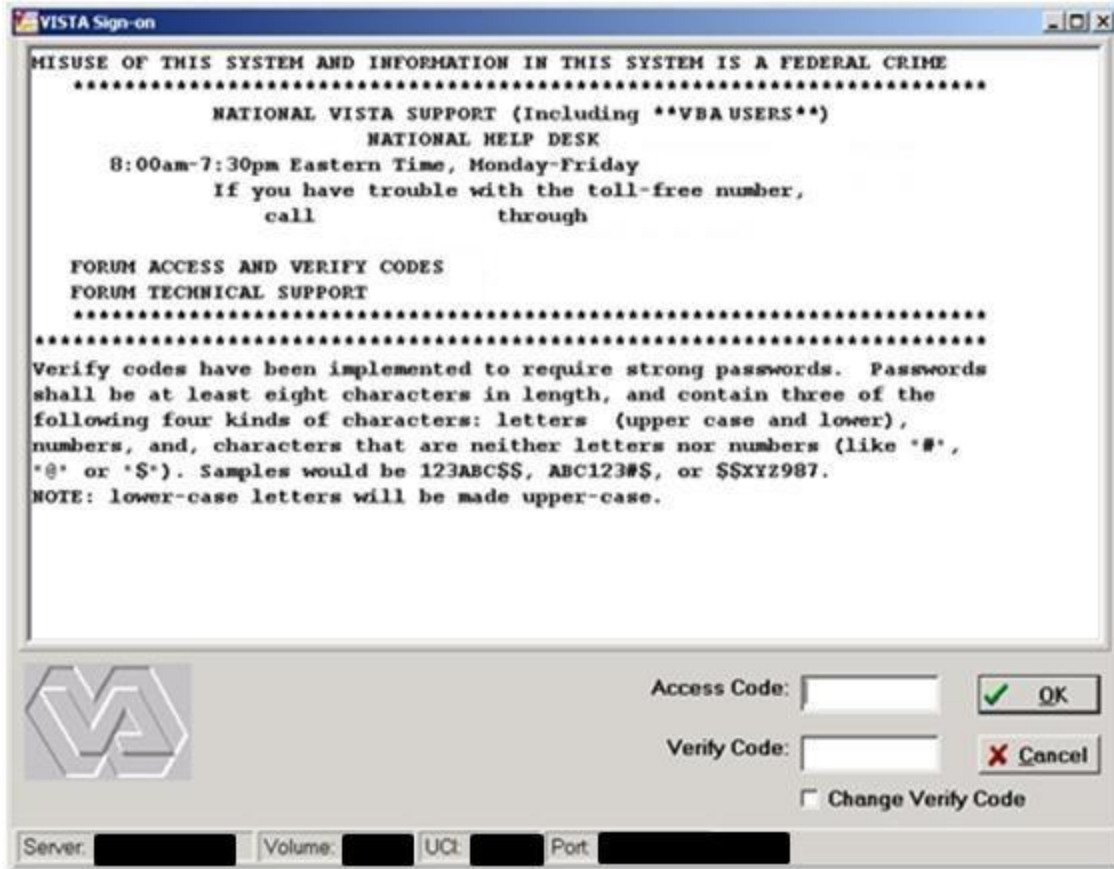 VISTA Sign-on
MISUSE OF THIS SYSTEM AND INFORMATION IN THIS SYSTEM IS A FEDERAL CRIME
***********************************************************************
NATIONAL VISTA SUPPORT (Including **VBA USERS**)
NATIONAL HELP DESK
8:00am-7:30pm Eastern Time, Monday-Friday
If you have trouble with the toll-free number,
call through
FORUM ACCESS AND VERIFY CODES
FORUM TECHNICAL SUPPORT
***********************************************************************
**************************************************************************
Verify codes have been implemented to require strong passwords. Passwords
shall be at least eight characters in length, and contain three of the
following four kinds of characters: letters (upper case and lower),
numbers, and, characters that are neither letters nor numbers (like "#",
"@" or "$"). Samples would be 123ABC$$, ABC123#$, or $$XYZ987.
NOTE: lower-case letters will be made upper-case.
VA
Access Code:
OK
Verify Code:
Cancel
Change Verify Code
Server: Volume: UCI: Port: